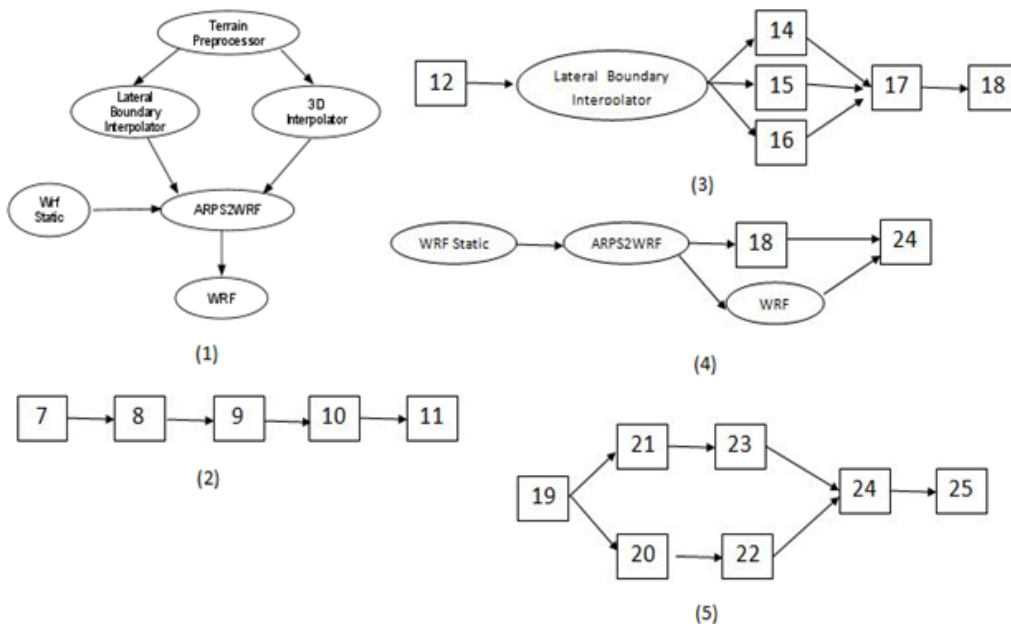 Terrain
Preprocessor
Lateral
Boundary
Interpolator
3D
Interpolator
Wrf
Static
ARPS2WRF
WRF
(1)
7
8
9
10
11
(2)
12
Lateral Boundary
Interpolator
14
15
16
17
18
(3)
WRF Static
ARPS2WRF
18
24
WRF
(4)
19
21
23
20
22
24
25
(5)